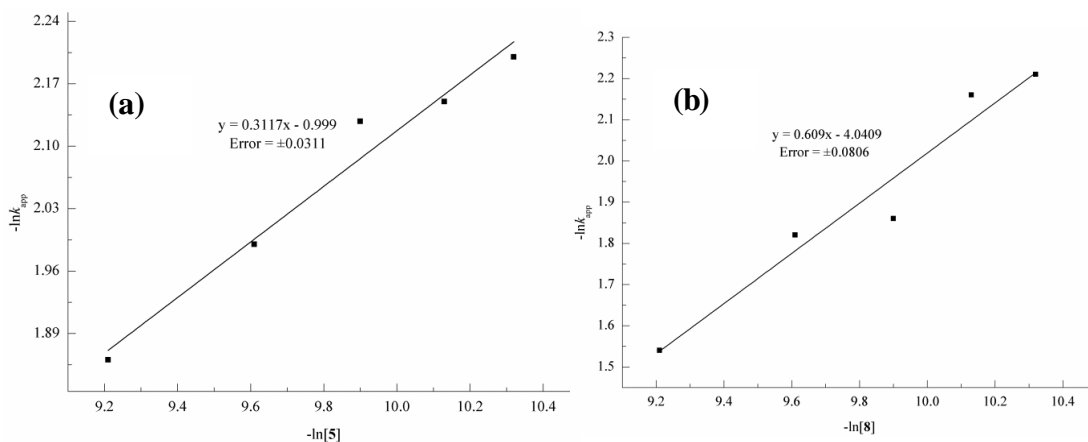 (a)
y = 0.3117x - 0.999
Error = ±0.0311
-lnkapp
2.24
2.17
2.10
2.03
1.96
1.89
9.2
9.4
9.6
9.8
10.0
10.2
10.4
-ln[5]
(b)
y = 0.609x - 4.0409
Error = ±0.0806
-lnkapp
2.3
2.2
2.1
2.0
1.9
1.8
1.7
1.6
1.5
9.2
9.4
9.6
9.8
10.0
10.2
10.4
-ln[8]